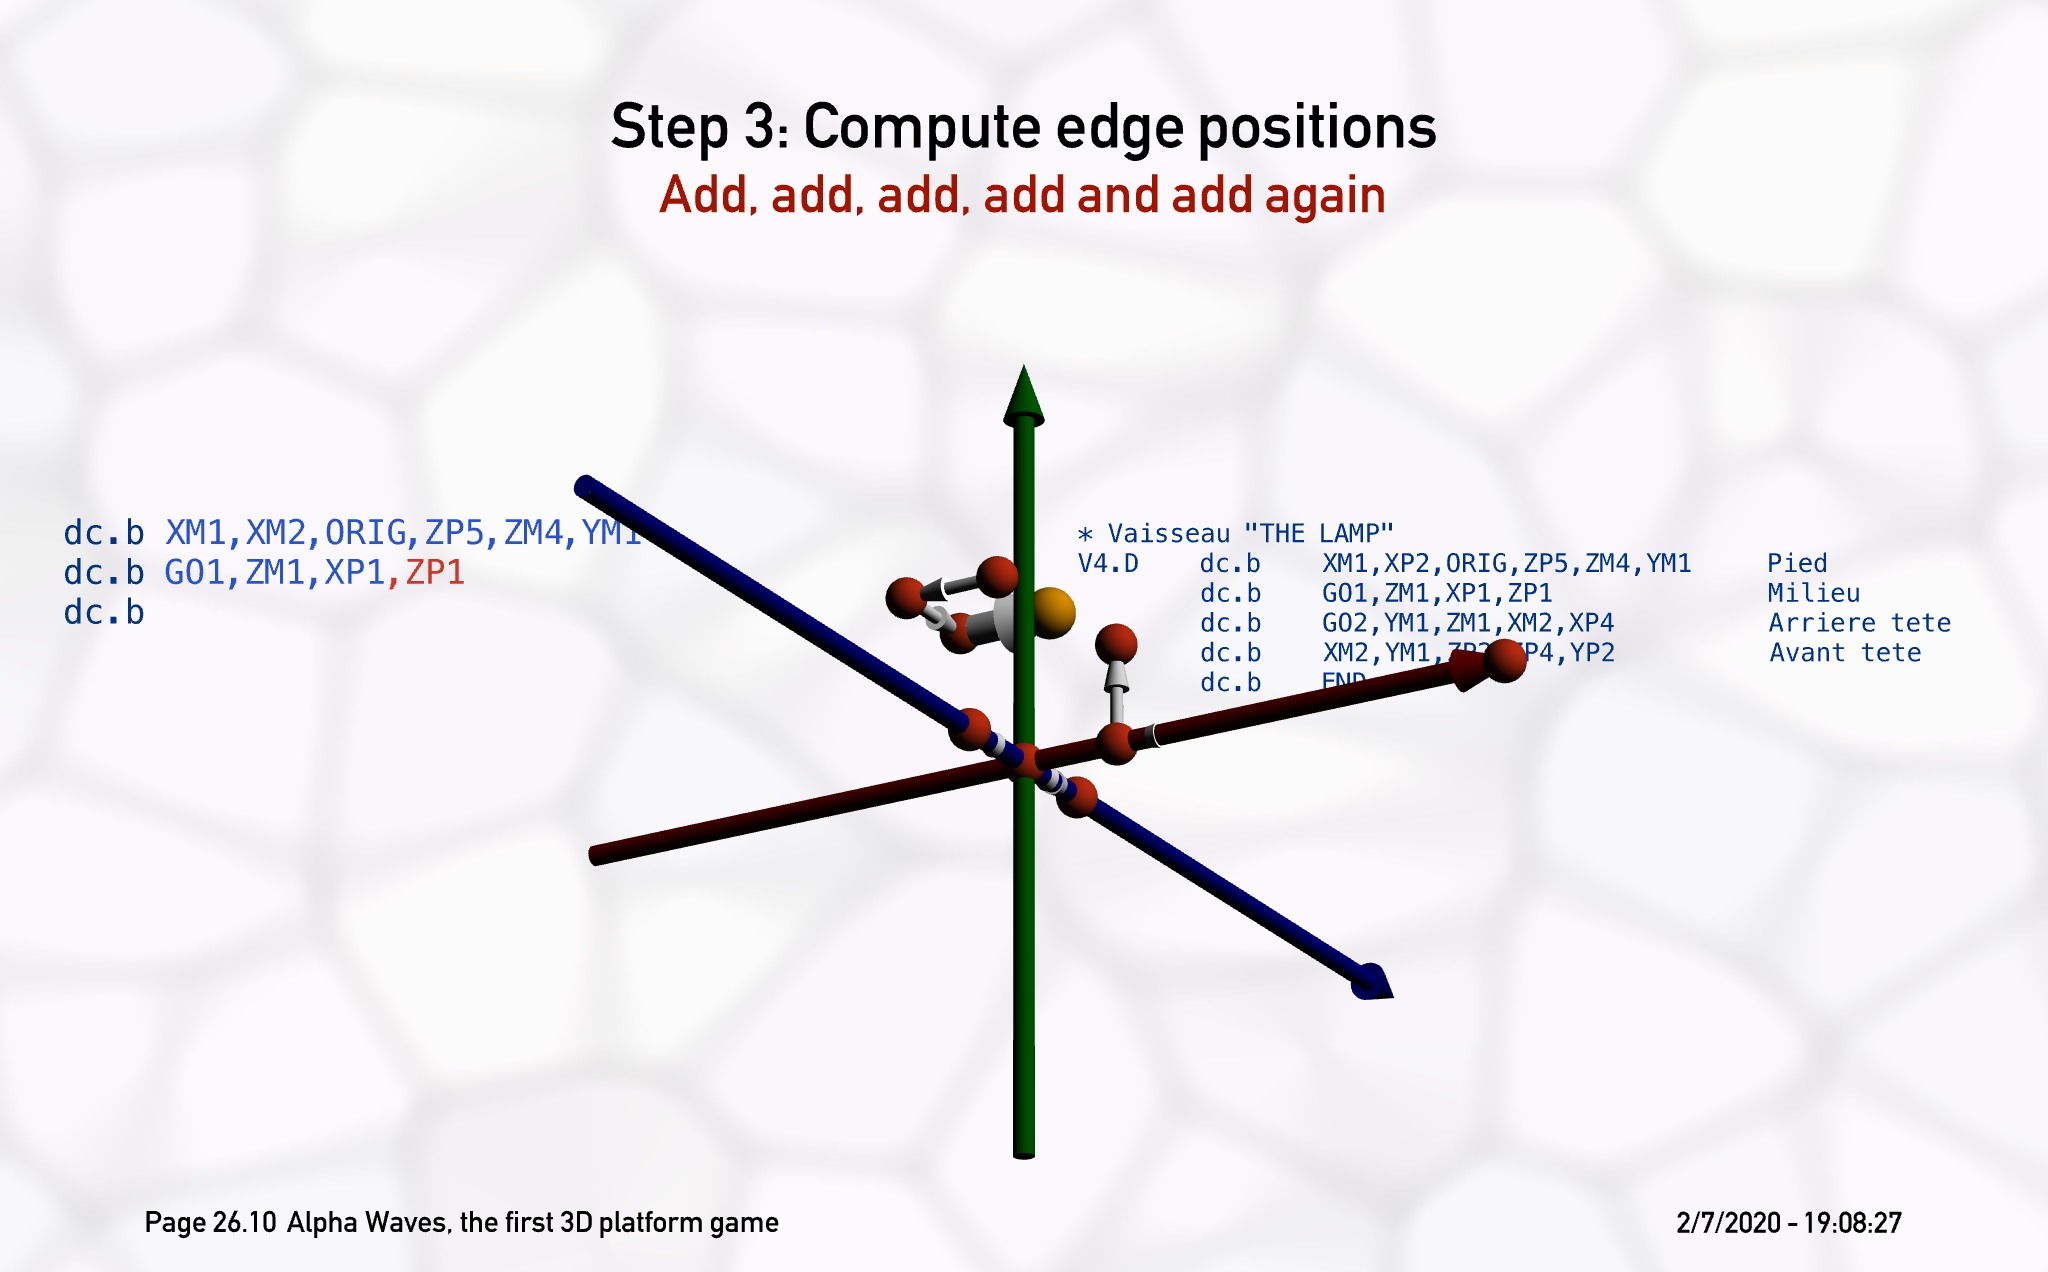 Step 3: Compute edge positions
Add, add, add, add and add again
dc.b XM1,XM2,ORIG,ZP5,ZM4,YM1
dc.b GO1,ZM1,XP1,ZP1
dc.b
* Vaisseau "THE LAMP"
V4.D dc.b XM1,XP2,ORIG,ZP5,ZM4,YM1 Pied
dc.b GO1,ZM1,XP1,ZP1 Milieu
dc.b GO2,YM1,ZM1,XM2,XP4 Arriere tete
dc.b XM2,YM1, YP2 Avant tete
dc.b END
Page 26.10 Alpha Waves, the first 3D platform game
2/7/2020 - 19:08:27